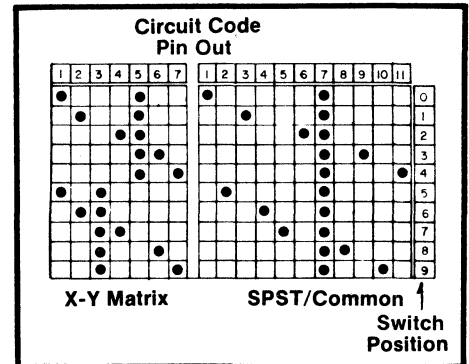 Circuit Code
Pin Out
1 2 3 4 5 6 7 1 2 3 4 5 6 7 8 9 10 11
0
1
2
3
4
5
6
7
8
9
X-Y Matrix SPST/Common
Switch
Position